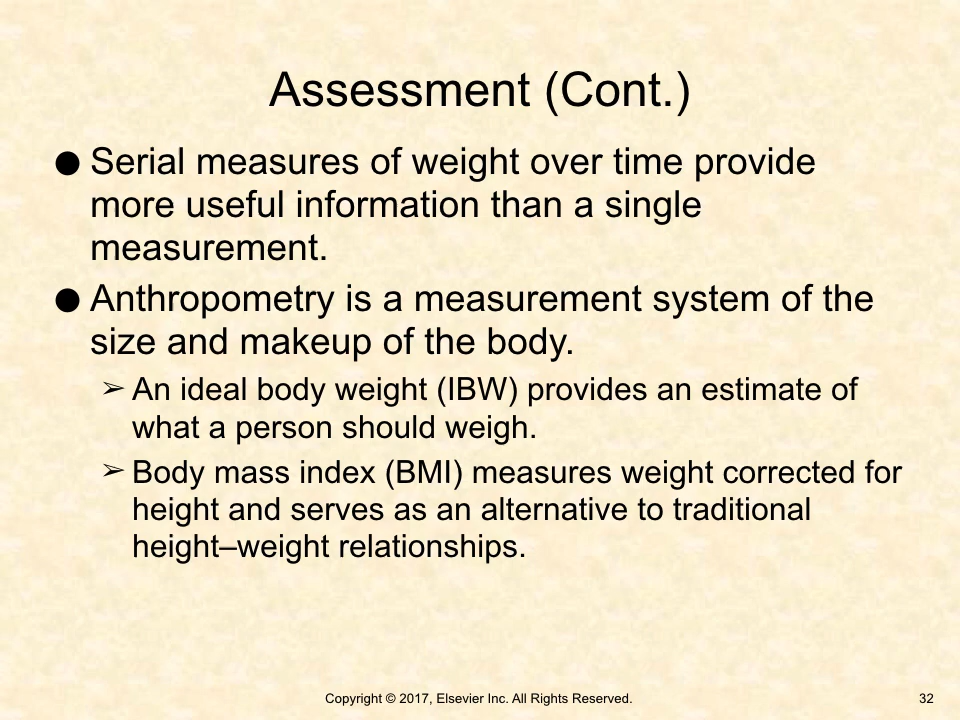 Assessment (Cont.)
● Serial measures of weight over time provide
more useful information than a single
measurement.
● Anthropometry is a measurement system of the
size and makeup of the body.
➢ An ideal body weight (IBW) provides an estimate of
what a person should weigh.
➢ Body mass index (BMI) measures weight corrected for
height and serves as an alternative to traditional
height–weight relationships.
Copyright © 2017, Elsevier Inc. All Rights Reserved.
32